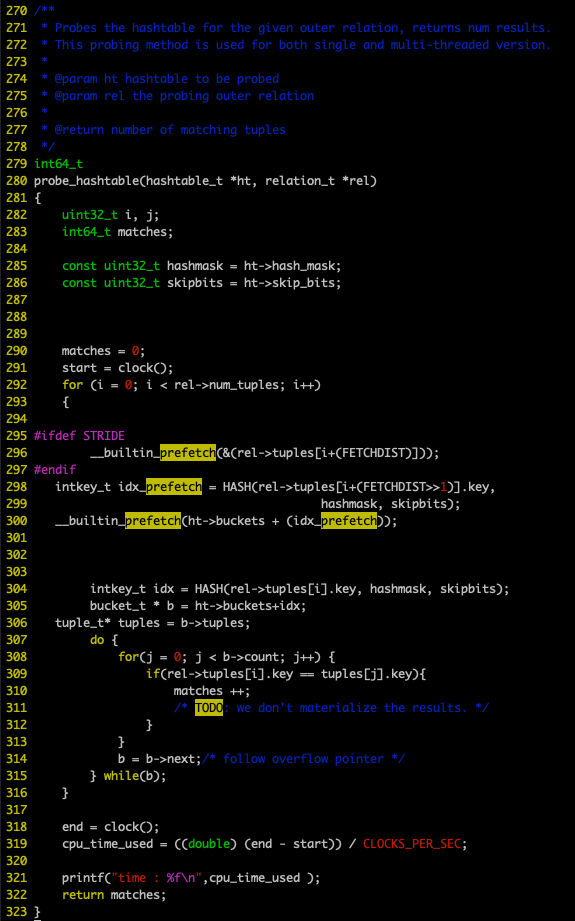 270 /**
271  * Probes the hashtable for the given outer relation, returns num results.
272  * This probing method is used for both single and multi-threaded version.
273  *
274  * @param ht hashtable to be probed
275  * @param rel the probing outer relation
276  *
277  * @return number of matching tuples
278  */
279 int64_t
280 probe_hashtable(hashtable_t *ht, relation_t *rel)
281 {
282     uint32_t i, j;
283     int64_t matches;
284
285     const uint32_t hashmask = ht->hash_mask;
286     const uint32_t skipbits = ht->skip_bits;
287
288
289
290     matches = 0;
291     start = clock();
292     for (i = 0; i < rel->num_tuples; i++)
293     {
294
295 #ifdef STRIDE
296         __builtin_prefetch(&(rel->tuples[i+(FETCHDIST)]));
297 #endif
298    intkey_t idx_prefetch = HASH(rel->tuples[i+(FETCHDIST>>1)].key,
299                                          hashmask, skipbits);
300    __builtin_prefetch(ht->buckets + (idx_prefetch));
301
302
303
304         intkey_t idx = HASH(rel->tuples[i].key, hashmask, skipbits);
305         bucket_t * b = ht->buckets+idx;
306    tuple_t* tuples = b->tuples;
307         do {
308             for(j = 0; j < b->count; j++) {
309                 if(rel->tuples[i].key == tuples[j].key){
310                     matches ++;
311                     /* TODO: we don't materialize the results. */
312                 }
313             }
314             b = b->next;/* follow overflow pointer */
315         } while(b);
316     }
317
318     end = clock();
319     cpu_time_used = ((double) (end - start)) / CLOCKS_PER_SEC;
320
321     printf("time : %f\n",cpu_time_used );
322     return matches;
323 }